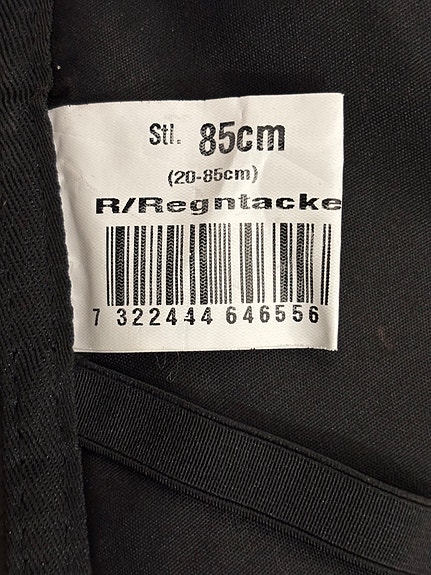 Stl. 85cm
(20-85cm)
R/Regntacke
7 322444 646556